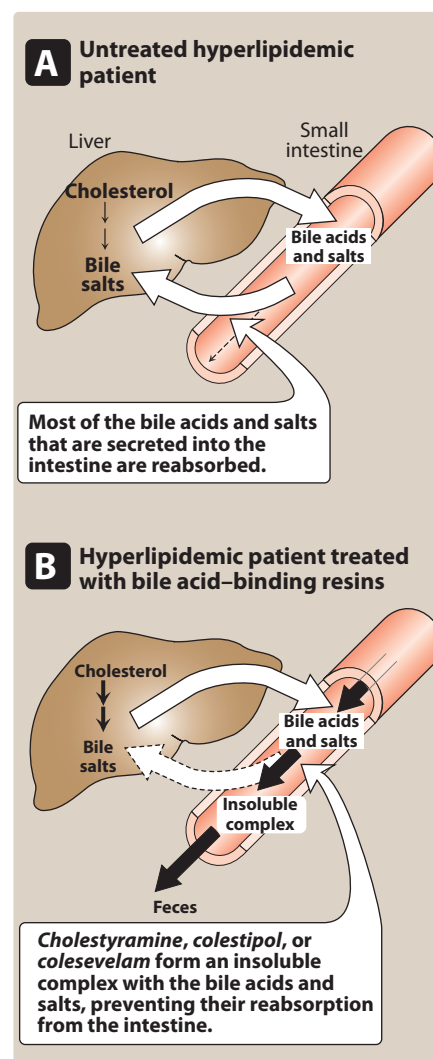 A Untreated hyperlipidemic
patient
Liver
Small
intestine
Cholesterol
Bile
salts
Bile acids
and salts
Most of the bile acids and salts
that are secreted into the
intestine are reabsorbed.
B Hyperlipidemic patient treated
with bile acid–binding resins
Cholesterol
Bile
salts
Bile acids
and salts
Insoluble
complex
Feces
Cholestyramine, colestipol, or
colesevelam form an insoluble
complex with the bile acids and
salts, preventing their reabsorption
from the intestine.